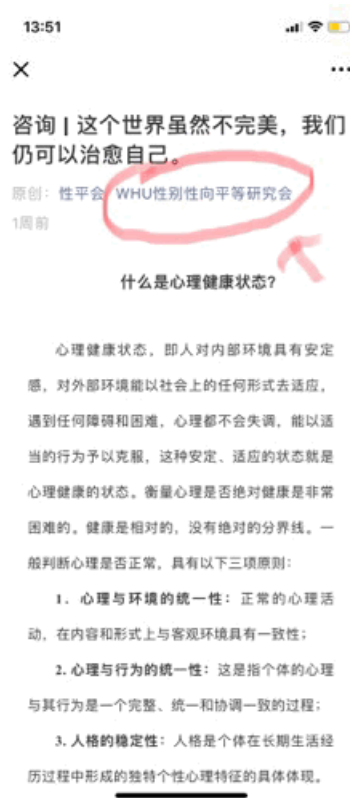 13:51
咨询 | 这个世界虽然不完美，我们
仍可以治愈自己。
原创： 性平会 WHU性别性向平等研究会
1周前
什么是心理健康状态?
心理健康状态，即人对内部环境具有安定
感，对外部环境能以社会上的任何形式去适应，
遇到任何障碍和困难，心理都不会失调，能以适
当的行为予以克服，这种安定、适应的状态就是
心理健康的状态。衡量心理是否绝对健康是非常
困难的。健康是相对的，没有绝对的分界线。一
般判断心理是否正常，具有以下三项原则：
1. 心理与环境的统一性：正常的心理活
动，在内容和形式上与客观环境具有一致性；
2. 心理与行为的统一性：这是指个体的心理
与其行为是一个完整、统一和协调一致的过程；
3. 人格的稳定性：人格是个体在长期生活经
历过程中形成的独特个性心理特征的具体体现。